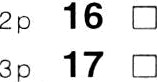 2p 16 □
3p 17 □